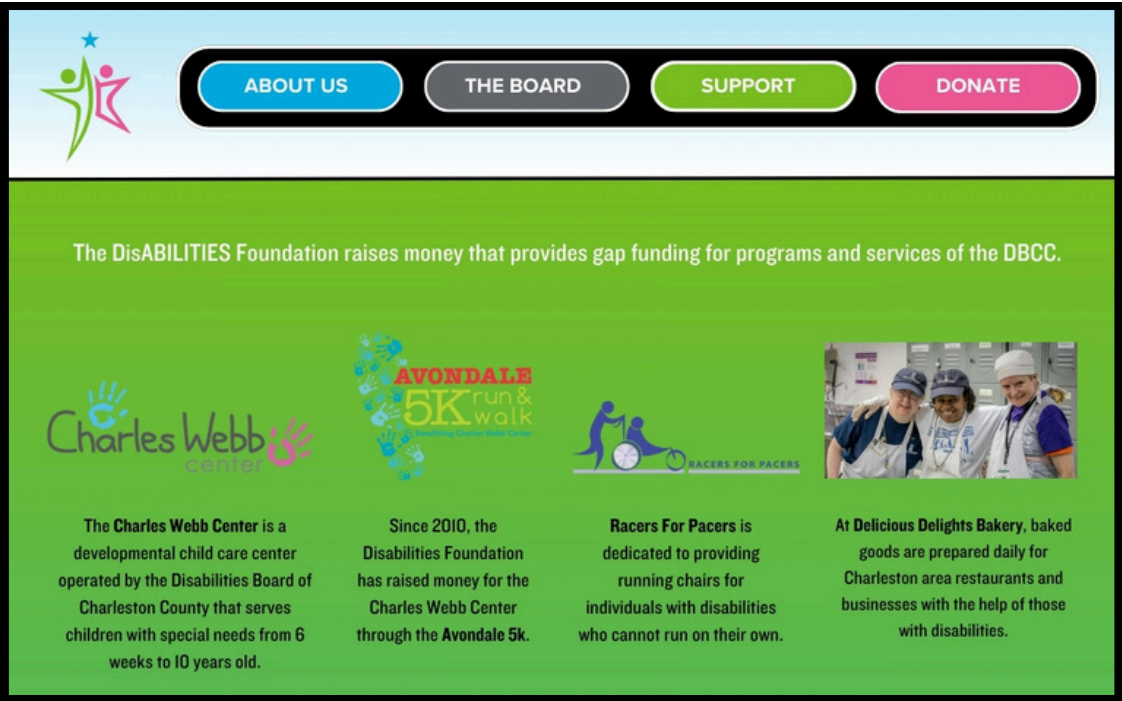 ABOUT US
THE BOARD
SUPPORT
DONATE
The DisABILITIES Foundation raises money that provides gap funding for programs and services of the DBCC.
Charles Webb
center
AVONDALE
5K run &
walk
Benefitting Charles Webb Center
RACERS FOR PACERS
The Charles Webb Center is a
developmental child care center
operated by the Disabilities Board of
Charleston County that serves
children with special needs from 6
weeks to 10 years old.
Since 2010, the
Disabilities Foundation
has raised money for the
Charles Webb Center
through the Avondale 5k.
Racers For Pacers is
dedicated to providing
running chairs for
individuals with disabilities
who cannot run on their own.
At Delicious Delights Bakery, baked
goods are prepared daily for
Charleston area restaurants and
businesses with the help of those
with disabilities.